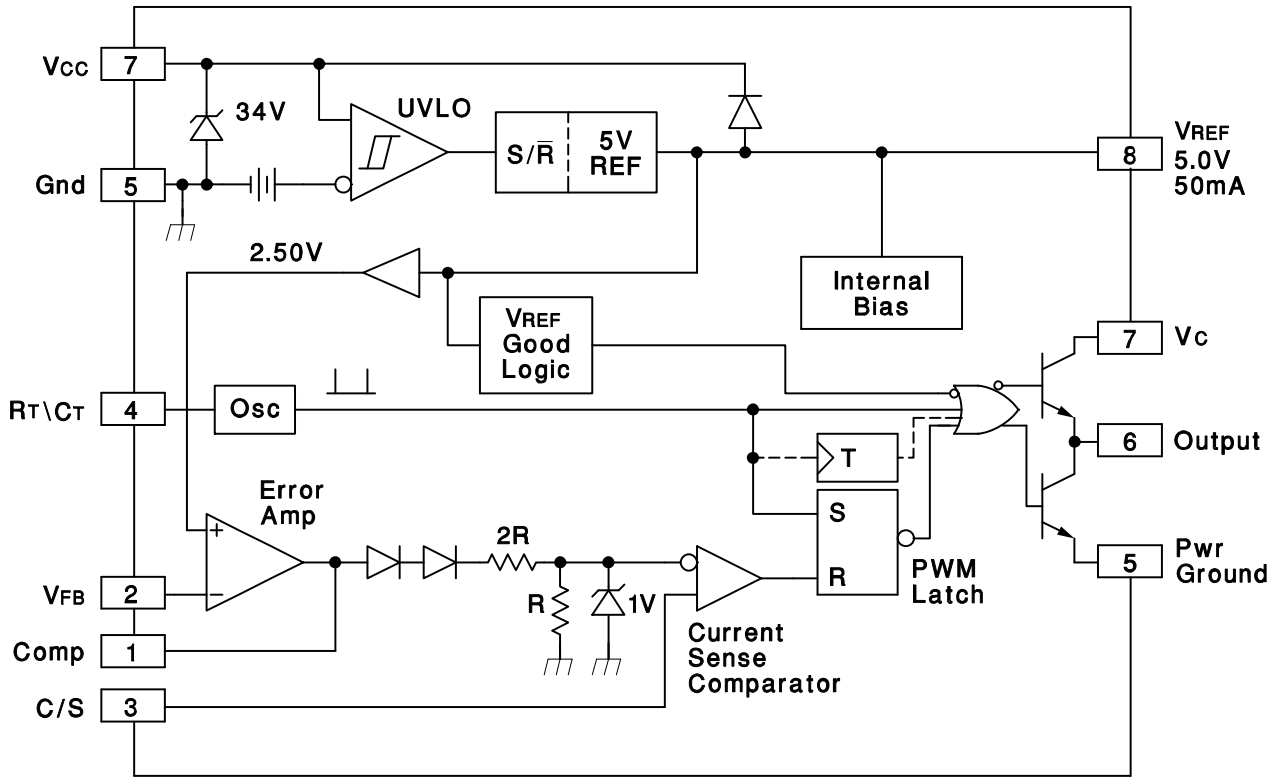 VCC
7
34V
UVLO
S/R̅
5V
REF
8
VREF
5.0V
50mA
Gnd
5
2.50V
Internal
Bias
VREF
Good
Logic
7
VC
RT\CT
4
Osc
T
6
Output
Error
Amp
+
−
S
R
PWM
Latch
5
Pwr
Ground
2R
R
1V
VFB
2
Comp
1
Current
Sense
Comparator
C/S
3